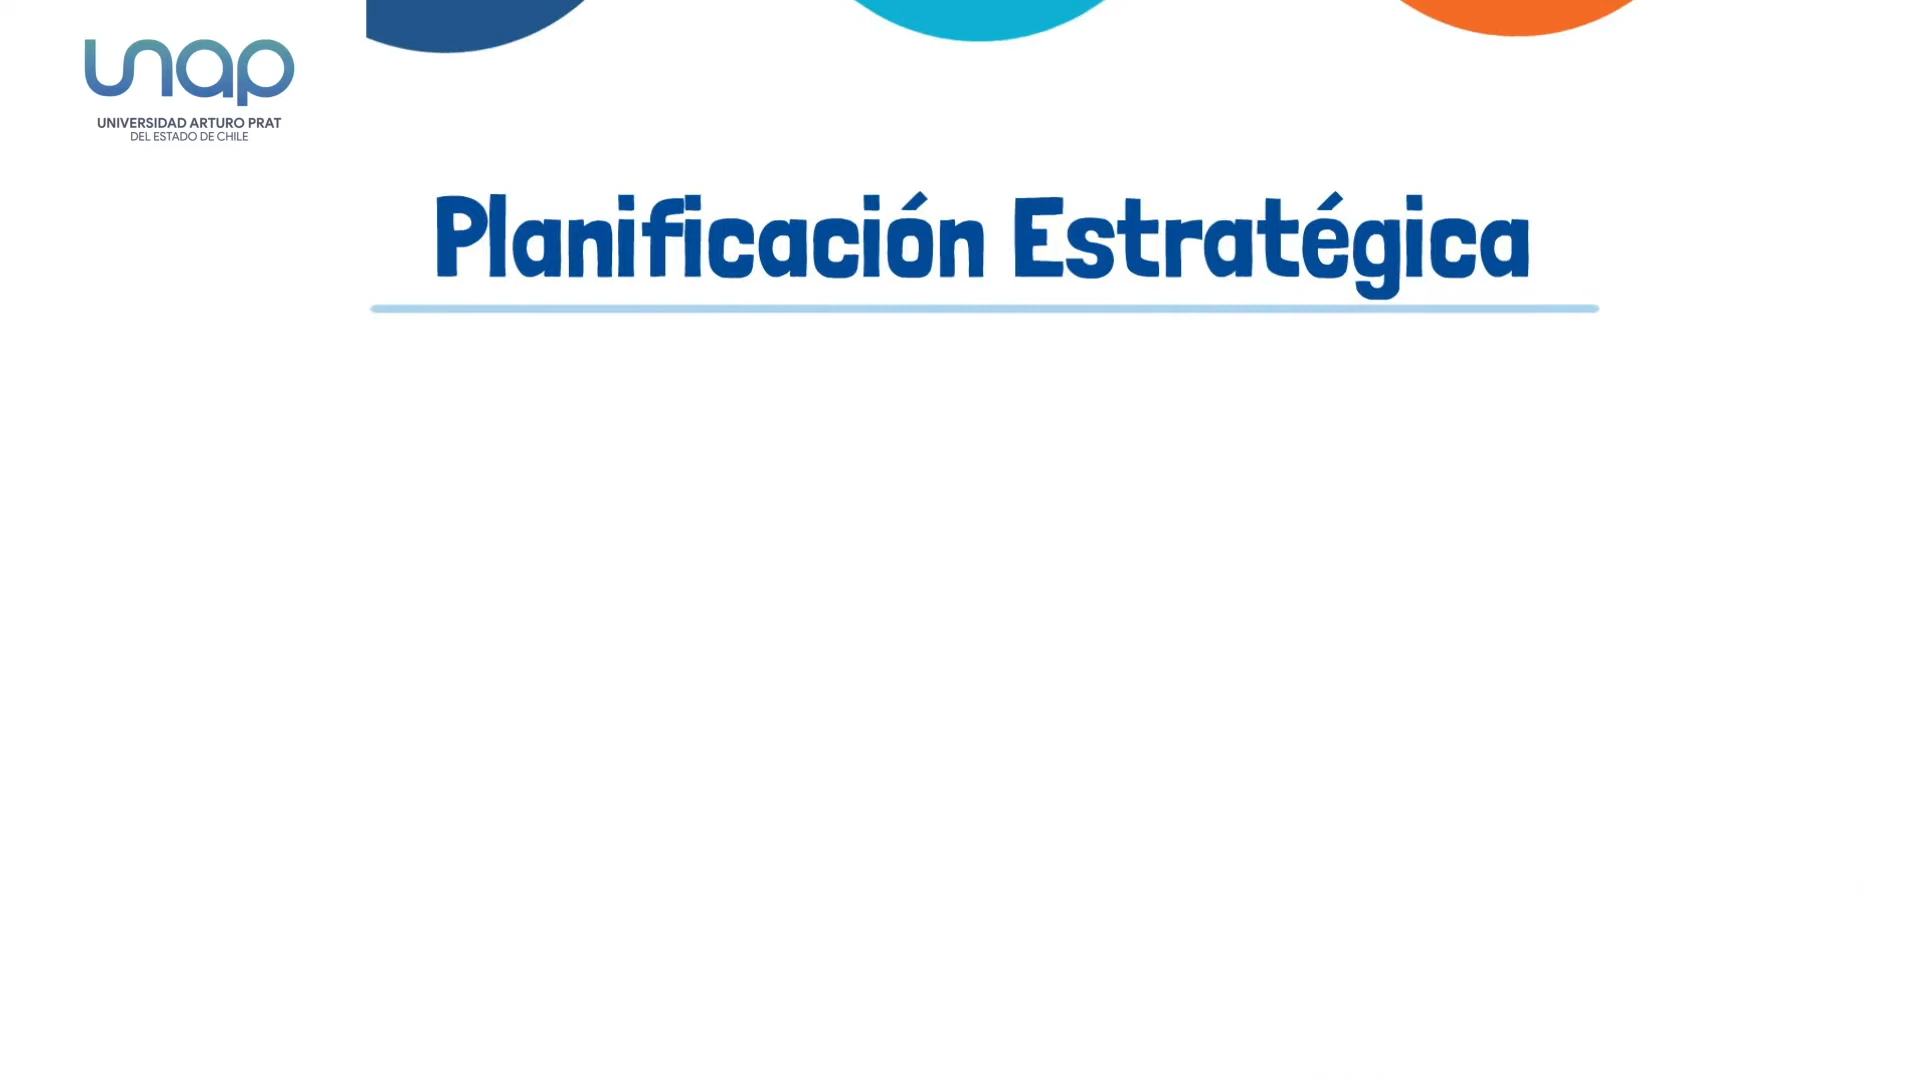 unap
UNIVERSIDAD ARTURO PRAT
DEL ESTADO DE CHILE
Planificación Estratégica